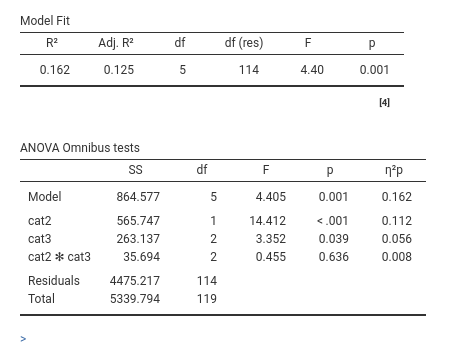 Model Fit
R² Adj. R² df df (res) F p
0.162 0.125 5 114 4.40 0.001
[4]
ANOVA Omnibus tests
SS df F p η²p
Model 864.577 5 4.405 0.001 0.162
cat2 565.747 1 14.412 < .001 0.112
cat3 263.137 2 3.352 0.039 0.056
cat2 ✻ cat3 35.694 2 0.455 0.636 0.008
Residuals 4475.217 114
Total 5339.794 119
>